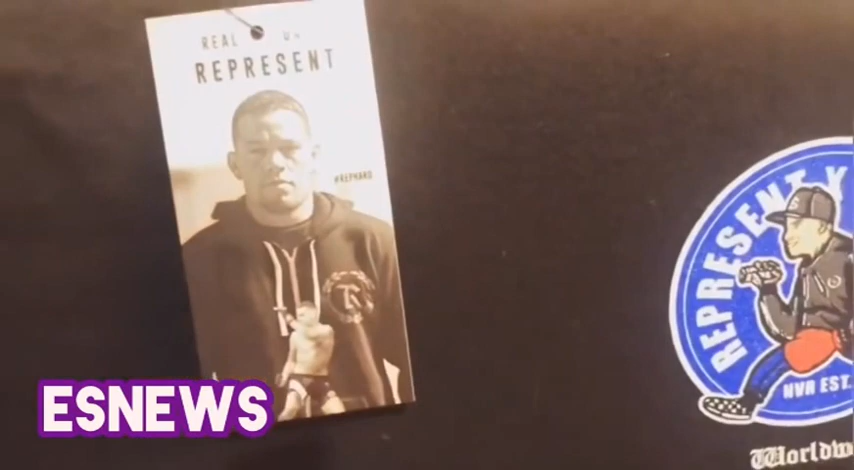 REAL
REPRESENT
#REPHARD
REPRESENT
NVR EST.
ESNEWS